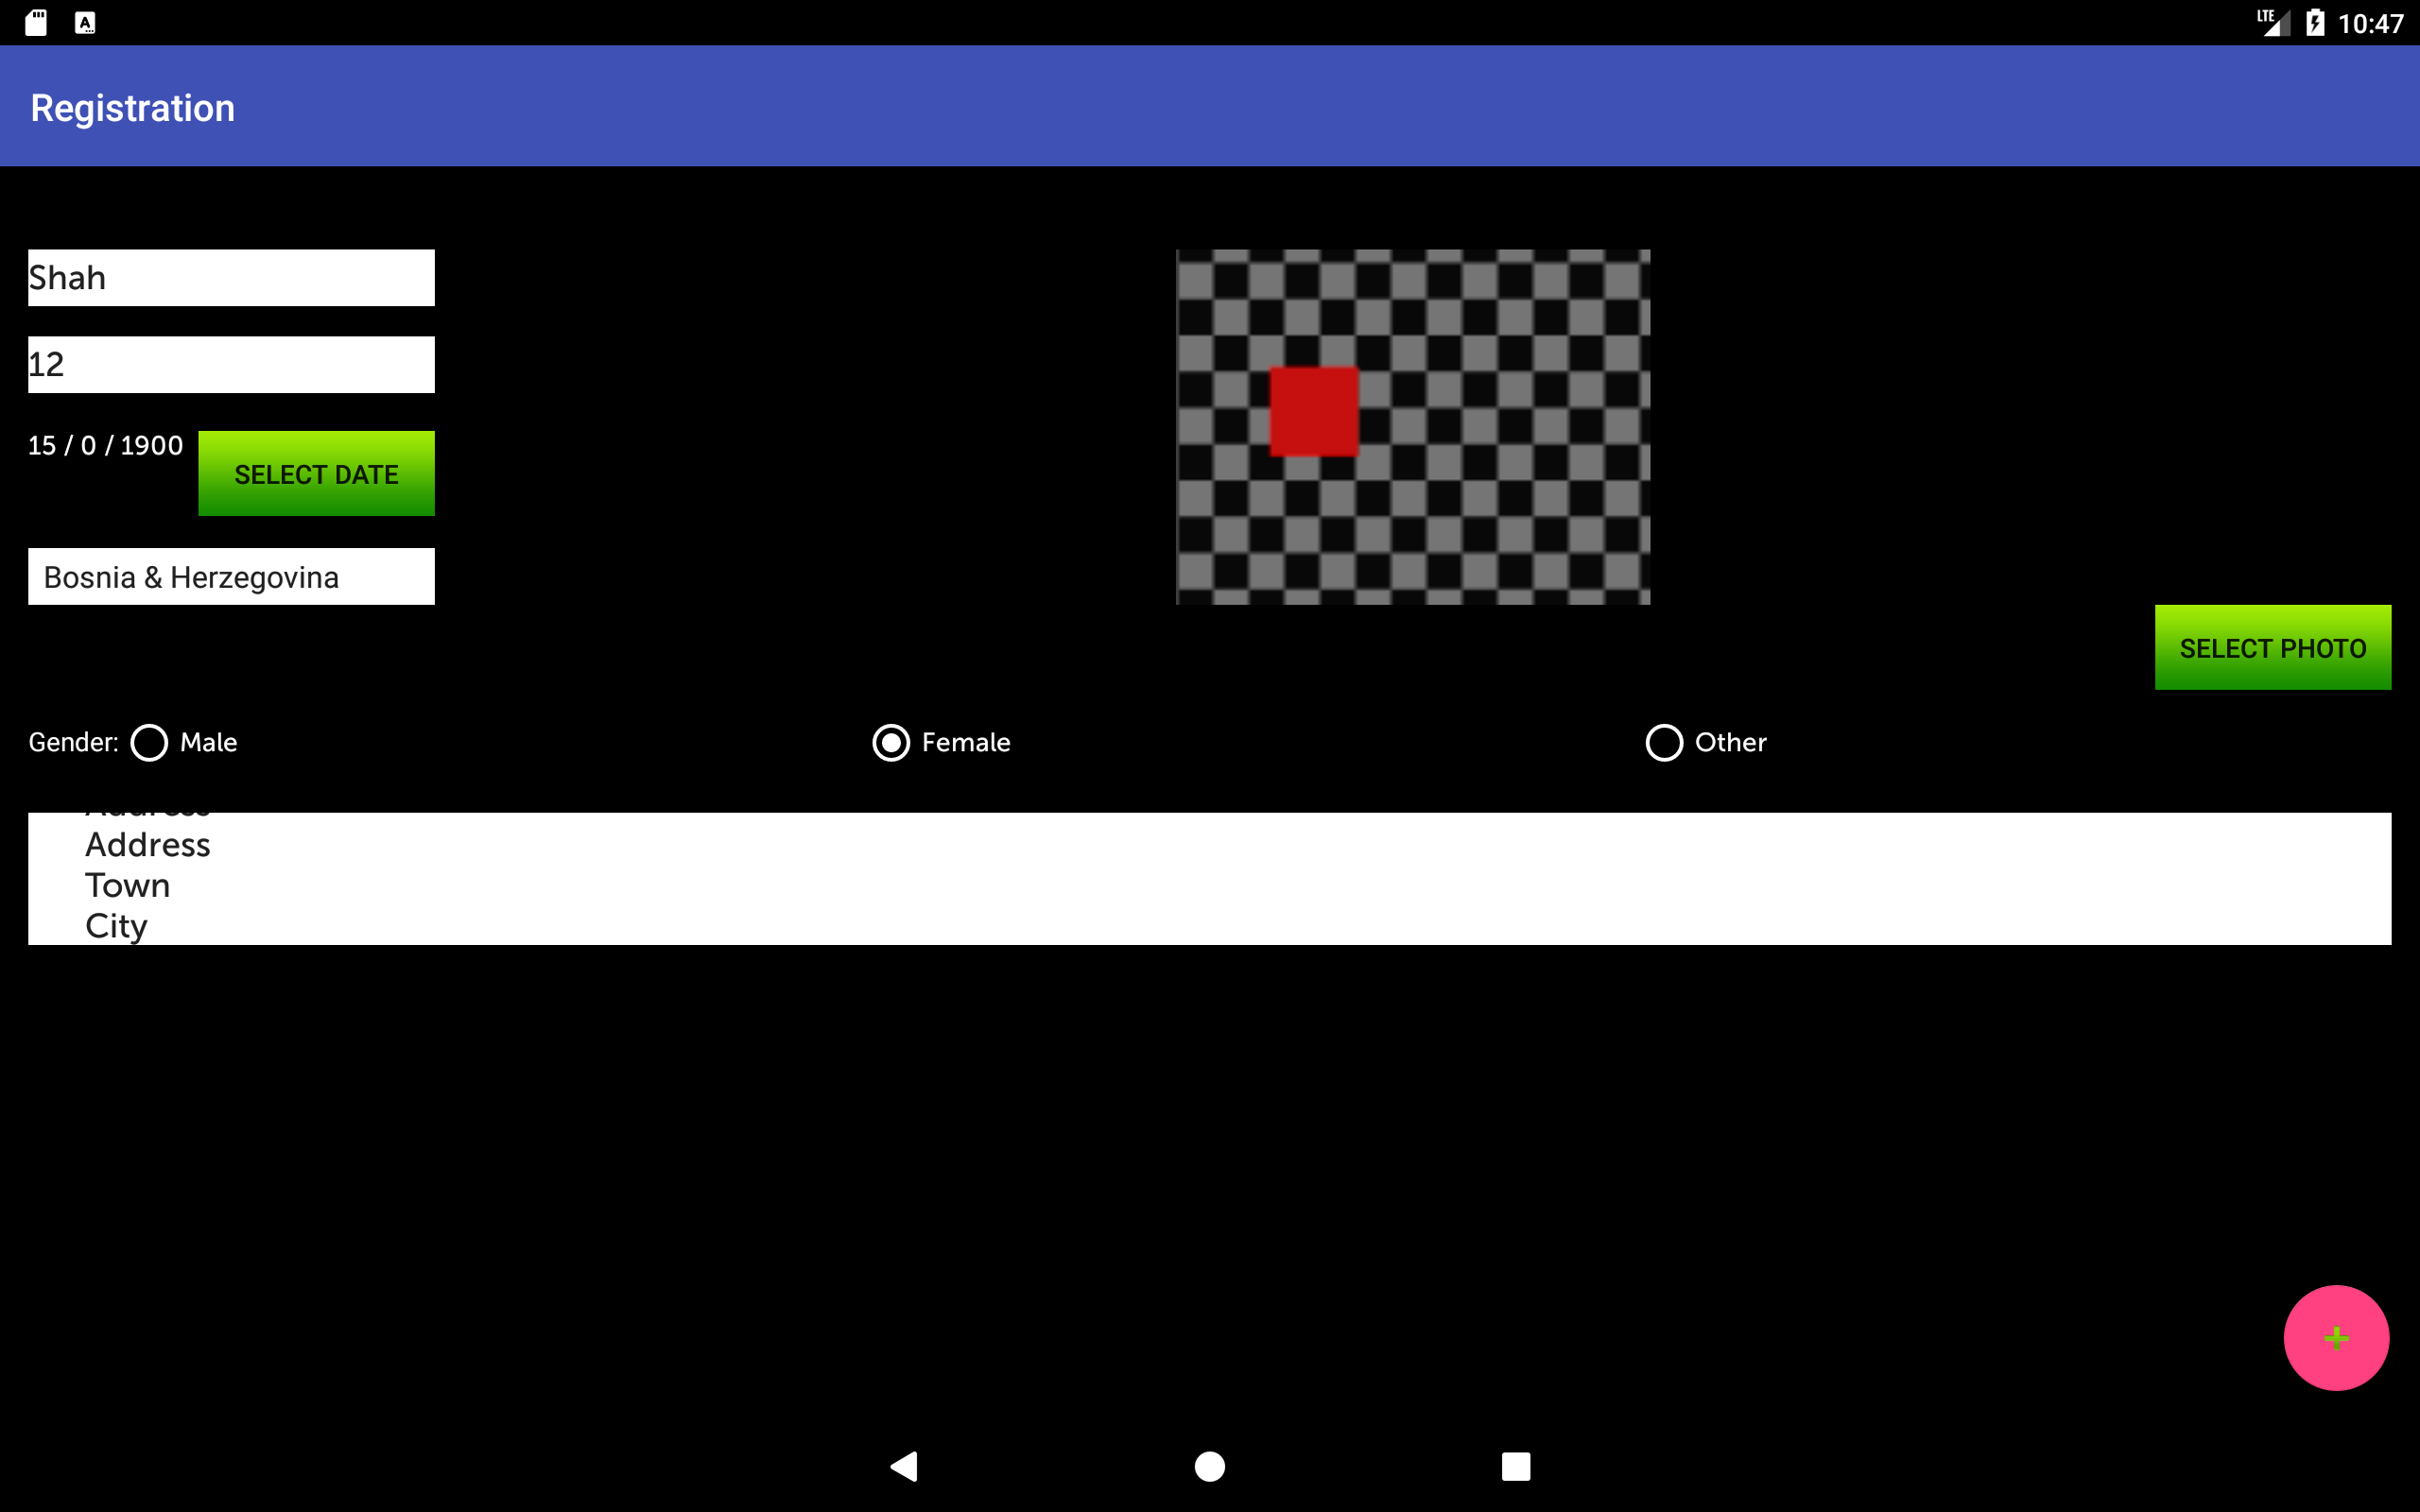 LTE 10:47
Registration
Shah
12
15 / 0 / 1900
SELECT DATE
Bosnia & Herzegovina
SELECT PHOTO
Gender: Male Female Other
Address
Address
Town
City